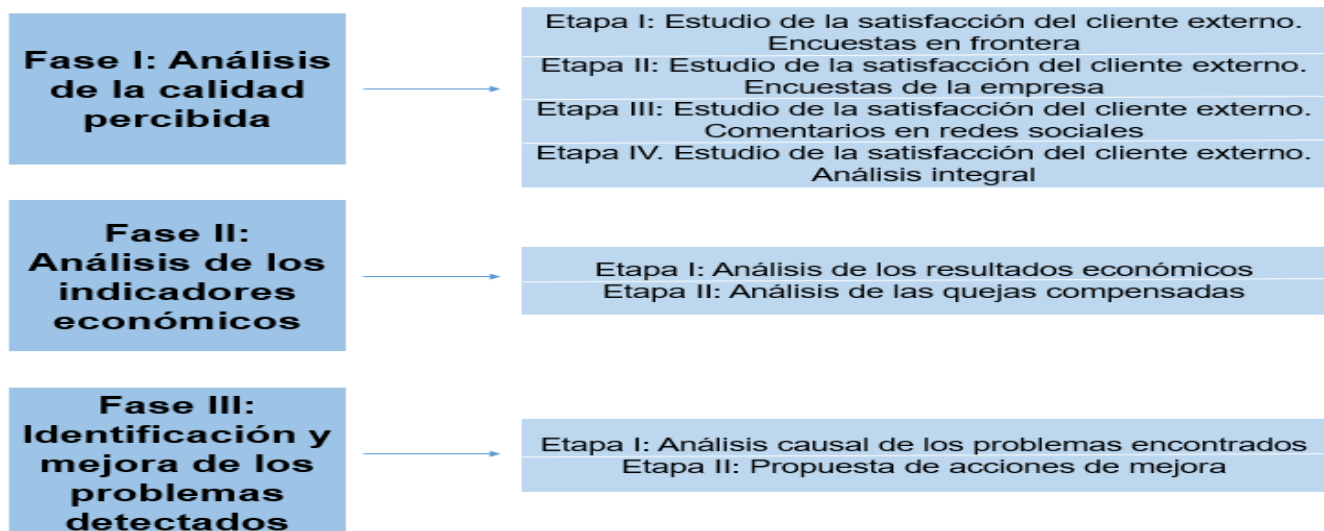 Fase I: Análisis
de la calidad
percibida
Etapa I: Estudio de la satisfacción del cliente externo.
Encuestas en frontera
Etapa II: Estudio de la satisfacción del cliente externo.
Encuestas de la empresa
Etapa III: Estudio de la satisfacción del cliente externo.
Comentarios en redes sociales
Etapa IV. Estudio de la satisfacción del cliente externo.
Análisis integral
Fase II:
Análisis de los
indicadores
económicos
Etapa I: Análisis de los resultados económicos
Etapa II: Análisis de las quejas compensadas
Fase III:
Identificación y
mejora de los
problemas
detectados
Etapa I: Análisis causal de los problemas encontrados
Etapa II: Propuesta de acciones de mejora